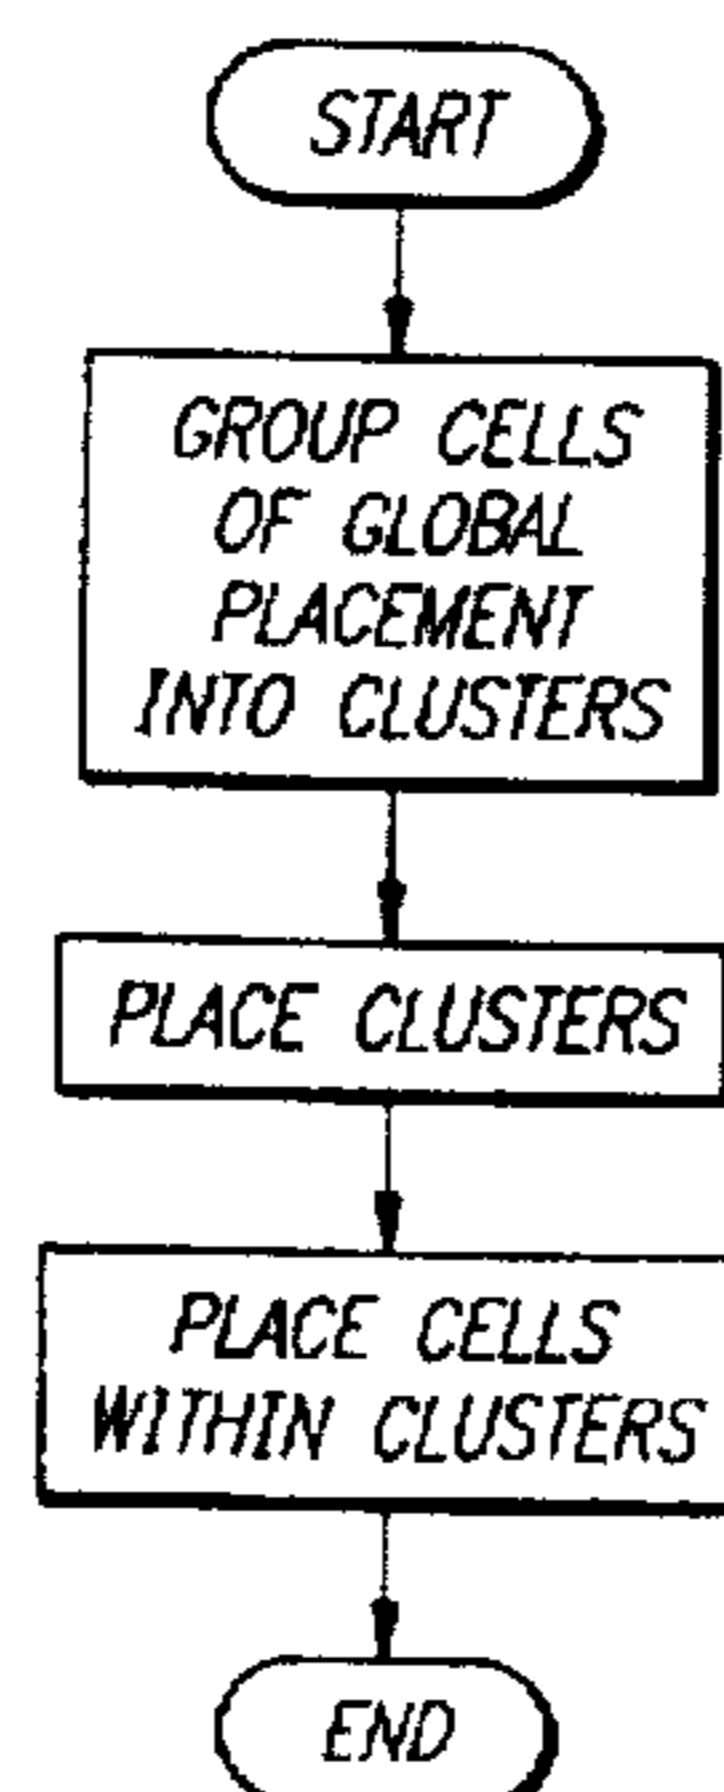 START
GROUP CELLS
OF GLOBAL
PLACEMENT
INTO CLUSTERS
PLACE CLUSTERS
PLACE CELLS
WITHIN CLUSTERS
END